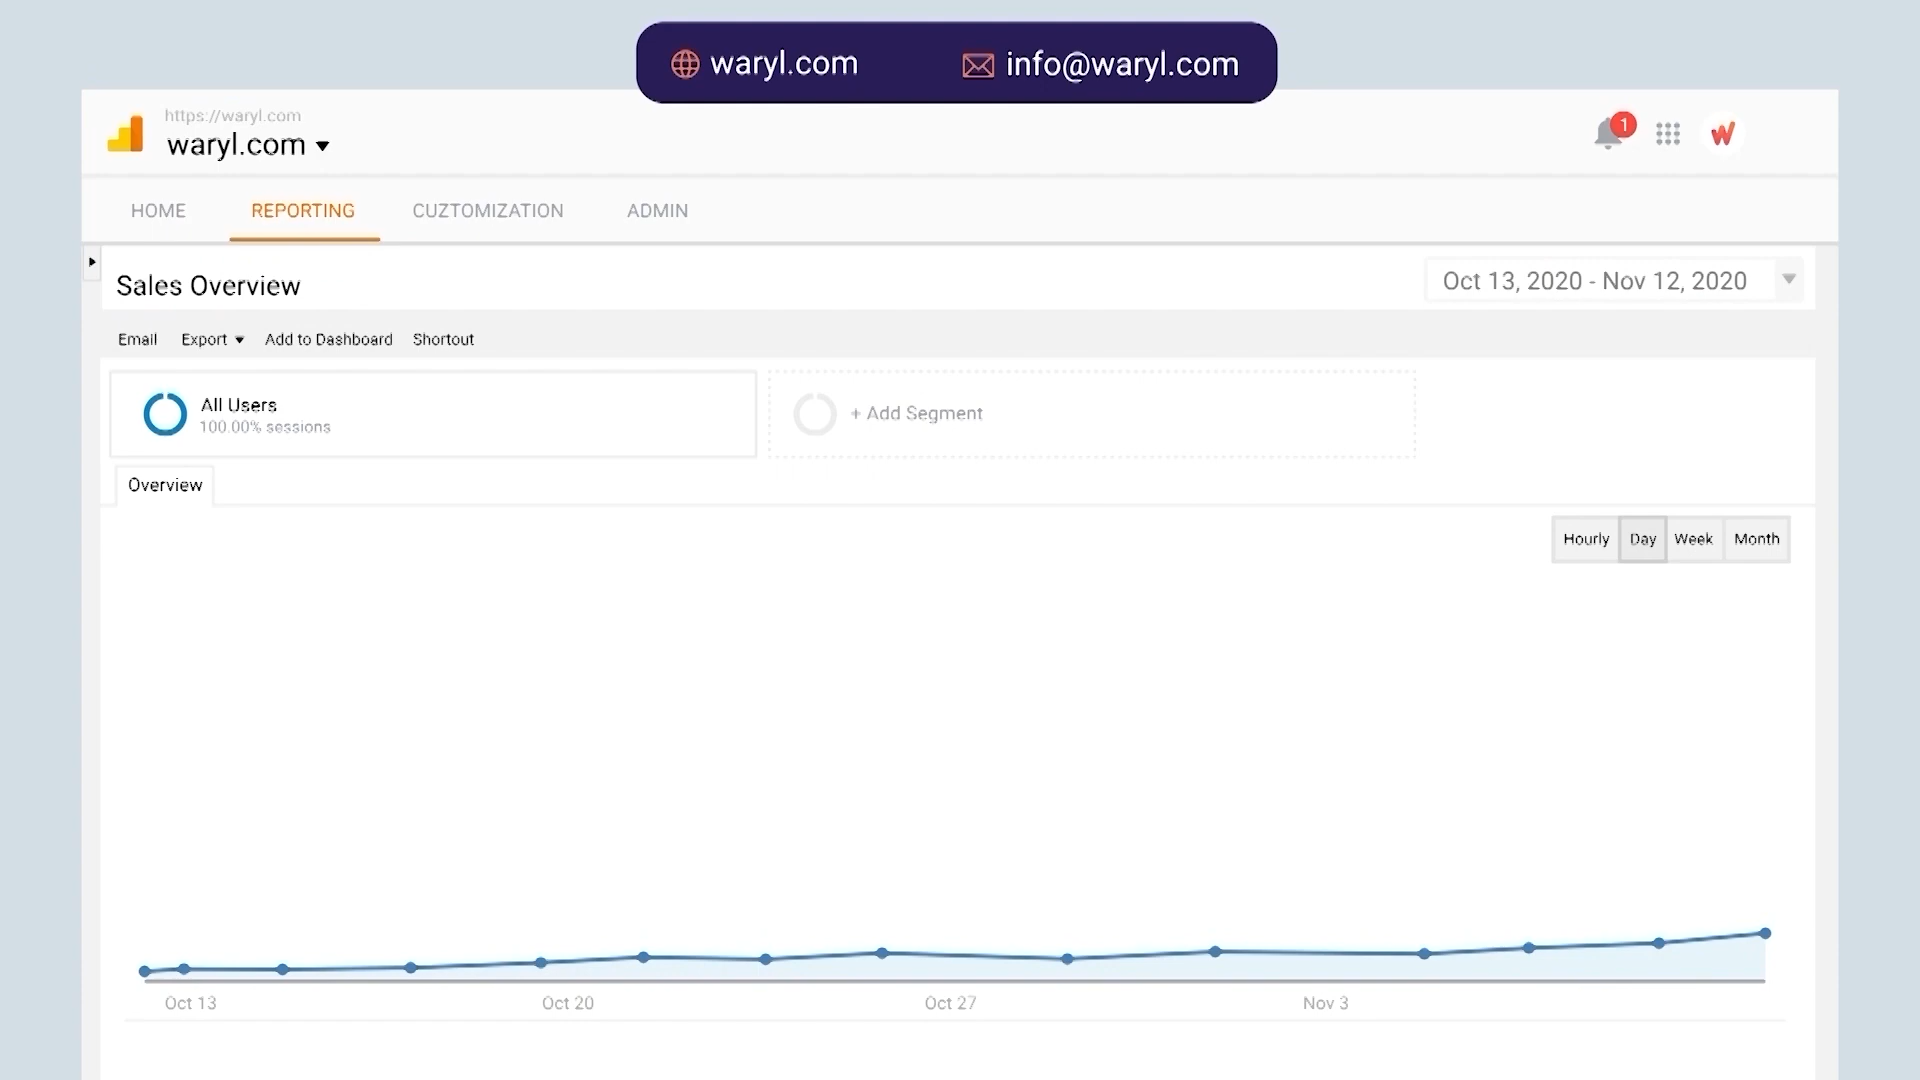 waryl.com info@waryl.com
https://waryl.com
waryl.com
1
HOME REPORTING CUZTOMIZATION ADMIN
Sales Overview
Oct 13, 2020 - Nov 12, 2020
Email Export Add to Dashboard Shortout
All Users
100.00% sessions
+ Add Segment
Overview
Hourly Day Week Month
Oct 13 Oct 20 Oct 27 Nov 3